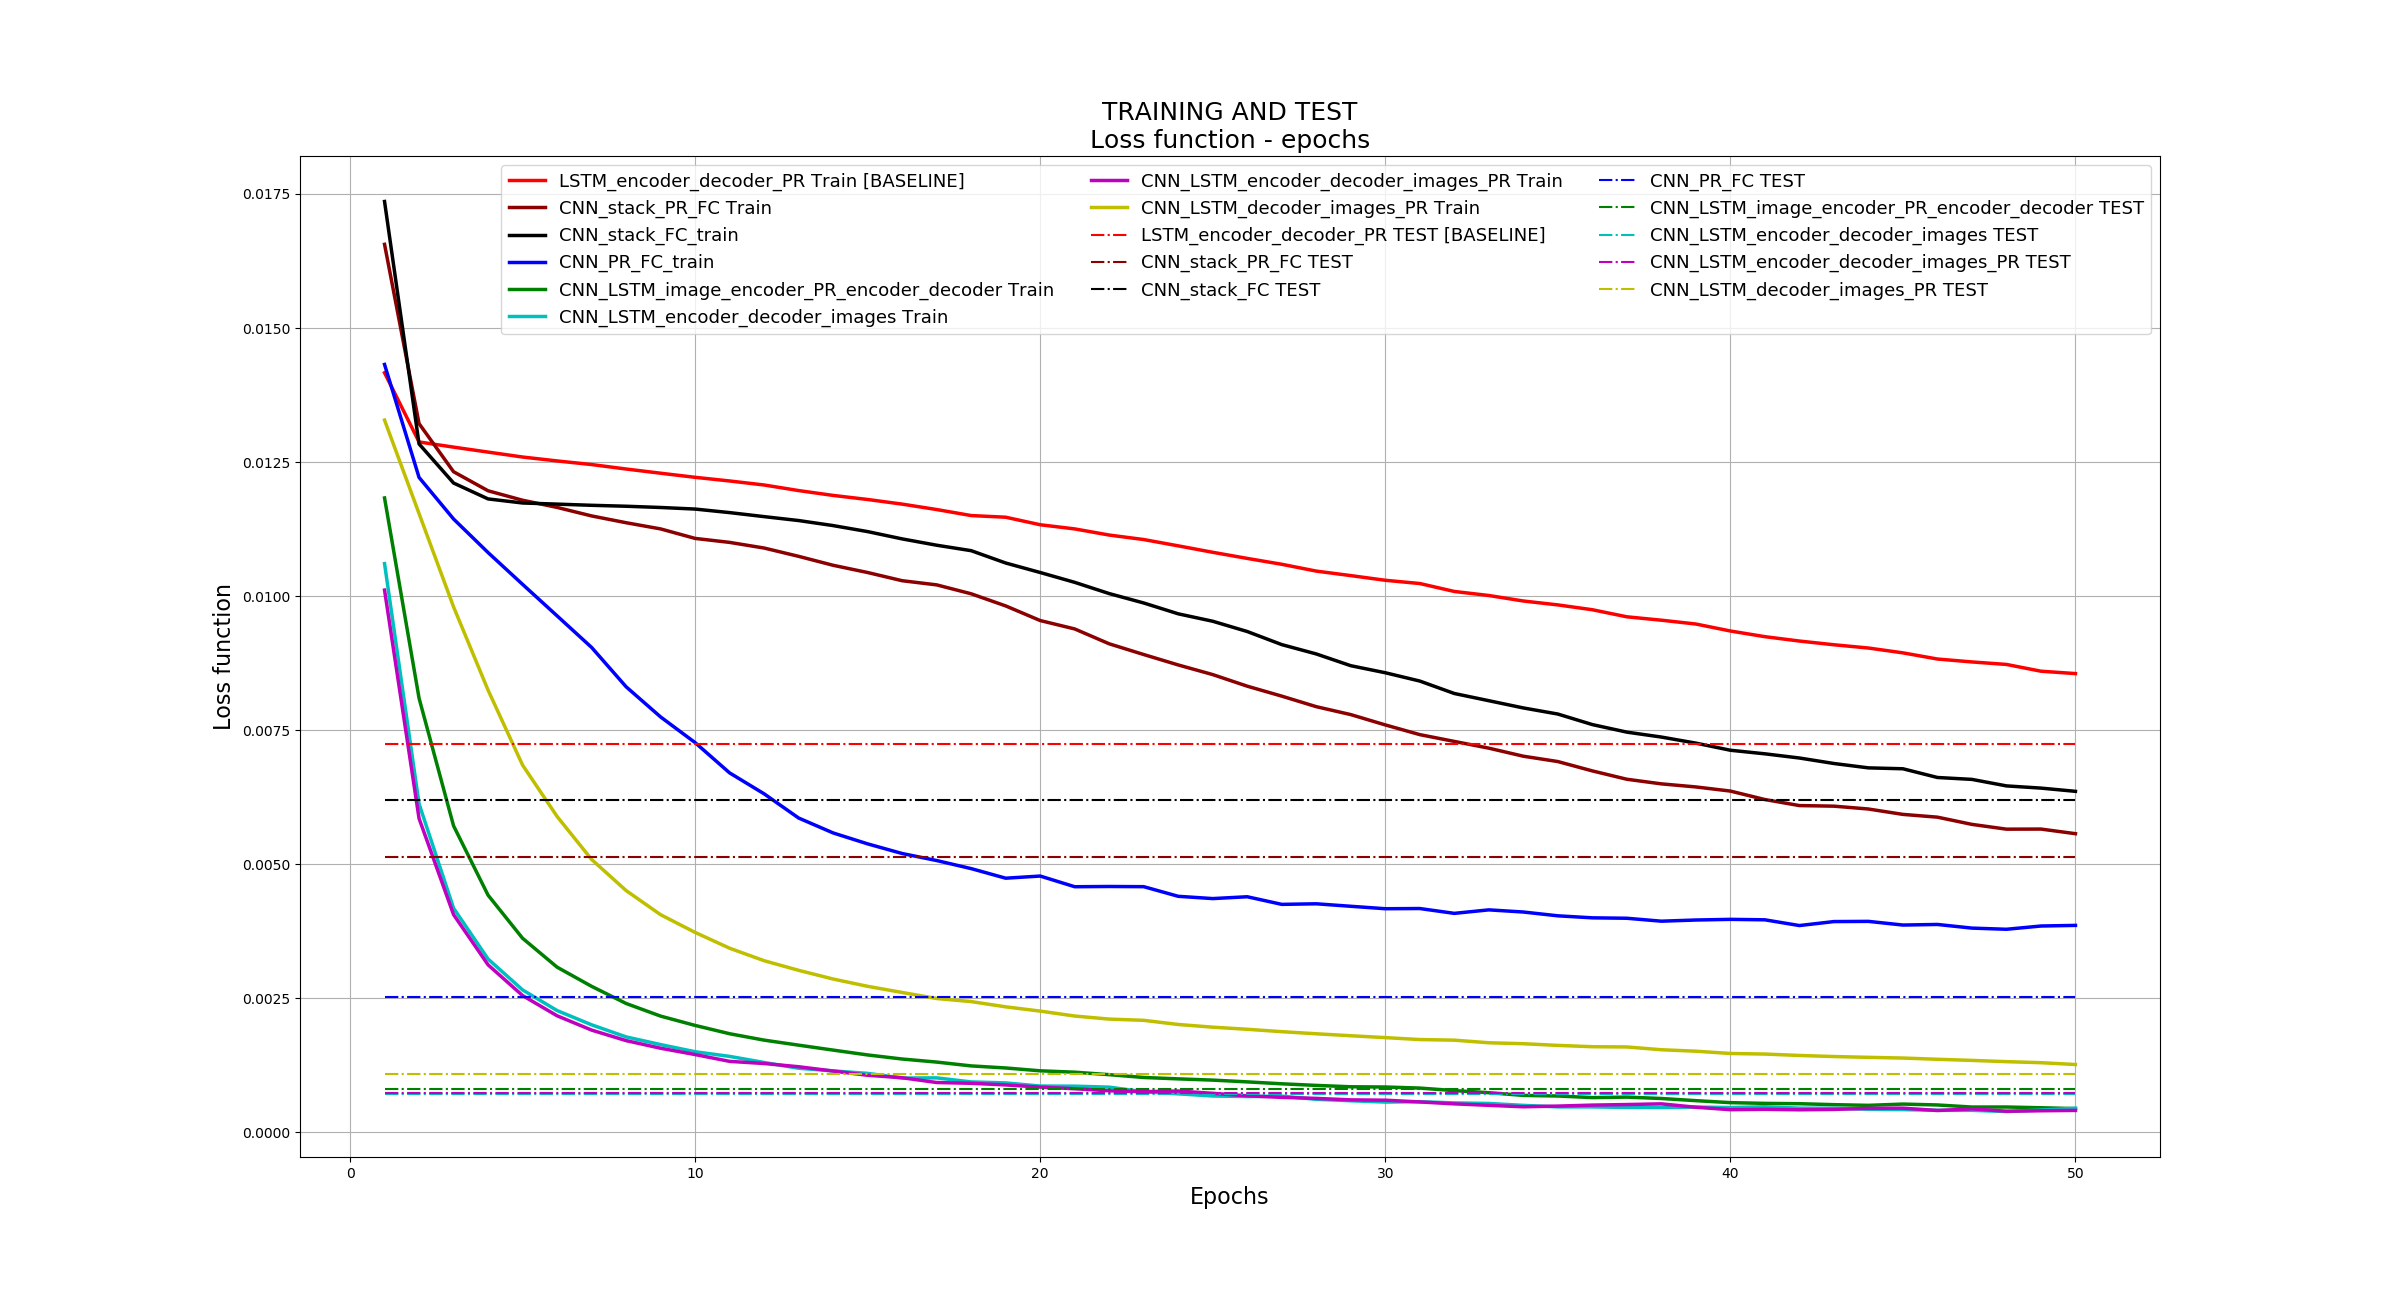 TRAINING AND TEST
Loss function - epochs
LSTM_encoder_decoder_PR Train [BASELINE]
CNN_stack_PR_FC Train
CNN_stack_FC_train
CNN_PR_FC_train
CNN_LSTM_image_encoder_PR_encoder_decoder Train
CNN_LSTM_encoder_decoder_images Train
CNN_LSTM_encoder_decoder_images_PR Train
CNN_LSTM_decoder_images_PR Train
LSTM_encoder_decoder_PR TEST [BASELINE]
CNN_stack_PR_FC TEST
CNN_stack_FC TEST
CNN_PR_FC TEST
CNN_LSTM_image_encoder_PR_encoder_decoder TEST
CNN_LSTM_encoder_decoder_images TEST
CNN_LSTM_encoder_decoder_images_PR TEST
CNN_LSTM_decoder_images_PR TEST
Loss function
0.0175
0.0150
0.0125
0.0100
0.0075
0.0050
0.0025
0.0000
0 10 20 30 40 50
Epochs